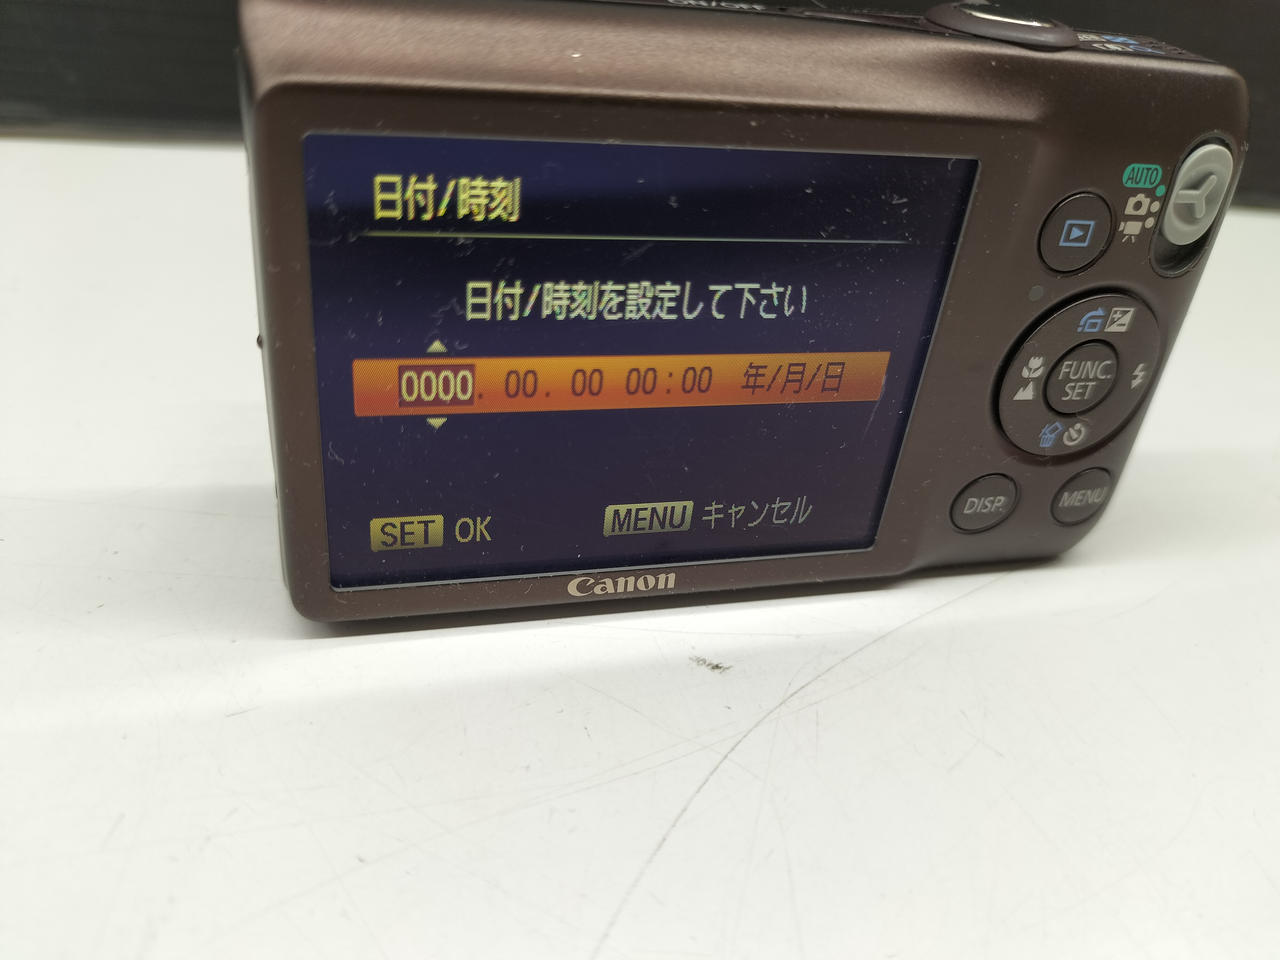 ON/OFF
日付/時刻
日付/時刻を設定して下さい
0000. 00. 00 00:00 年/月/日
SET OK MENU キャンセル
Canon
AUTO
FUNC.
SET
DISP.
MENU